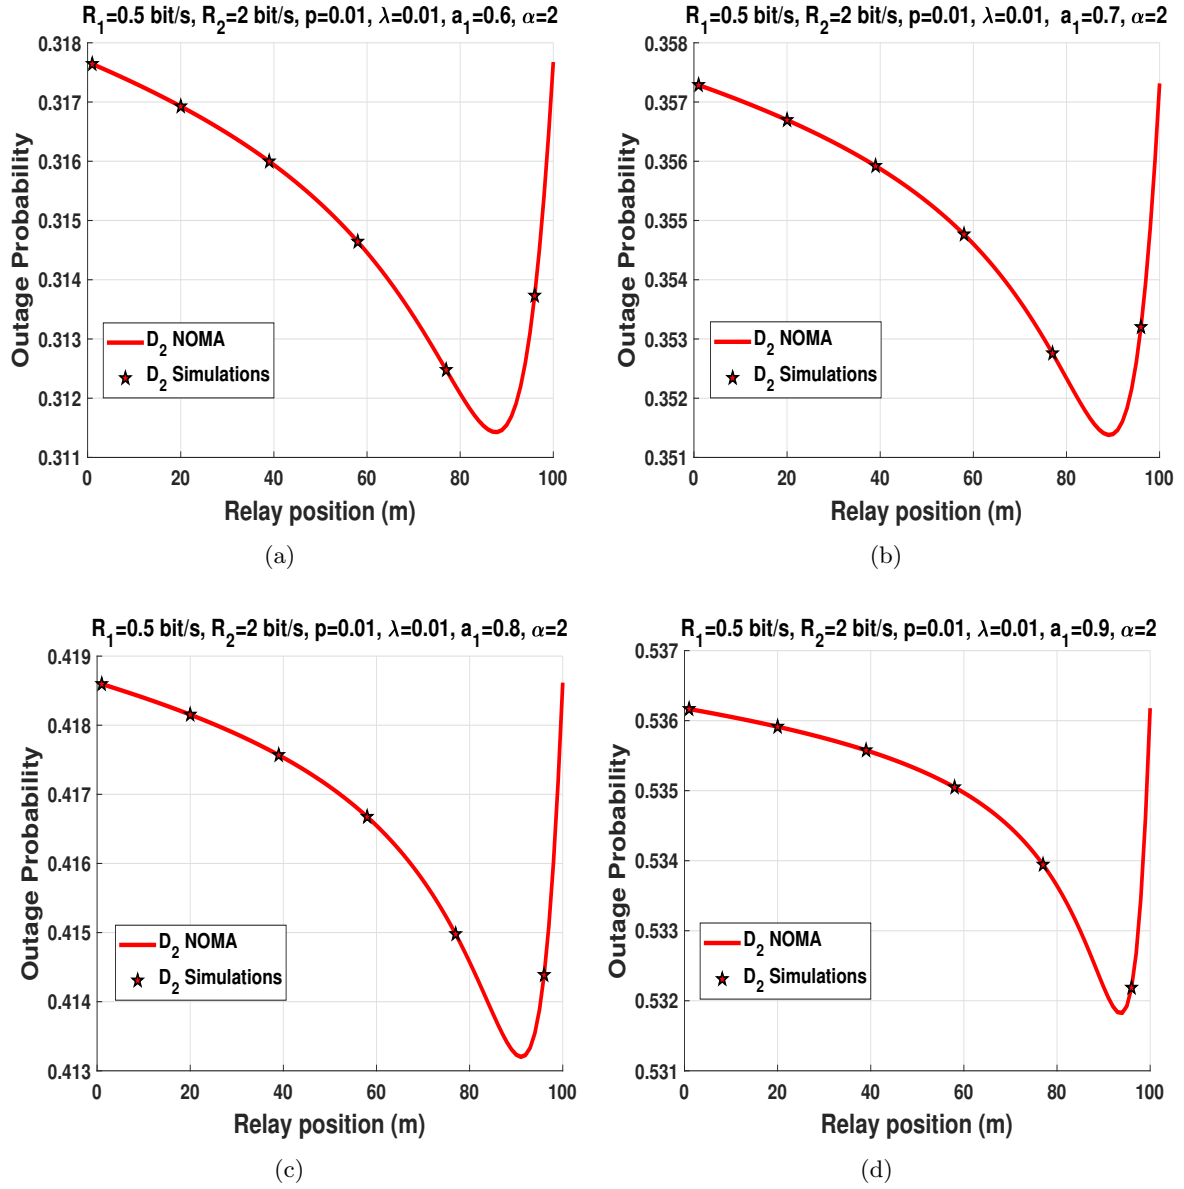 R1=0.5 bit/s, R2=2 bit/s, p=0.01, λ=0.01, a1=0.6, α=2
0.318
0.317
0.316
0.315
0.314
0.313
0.312
0.311
Outage Probability
D2 NOMA
D2 Simulations
0 20 40 60 80 100
Relay position (m)
(a)
R1=0.5 bit/s, R2=2 bit/s, p=0.01, λ=0.01, a1=0.7, α=2
0.358
0.357
0.356
0.355
0.354
0.353
0.352
0.351
Outage Probability
D2 NOMA
D2 Simulations
0 20 40 60 80 100
Relay position (m)
(b)
R1=0.5 bit/s, R2=2 bit/s, p=0.01, λ=0.01, a1=0.8, α=2
0.419
0.418
0.417
0.416
0.415
0.414
0.413
Outage Probability
D2 NOMA
D2 Simulations
0 20 40 60 80 100
Relay position (m)
(c)
R1=0.5 bit/s, R2=2 bit/s, p=0.01, λ=0.01, a1=0.9, α=2
0.537
0.536
0.535
0.534
0.533
0.532
0.531
Outage Probability
D2 NOMA
D2 Simulations
0 20 40 60 80 100
Relay position (m)
(d)